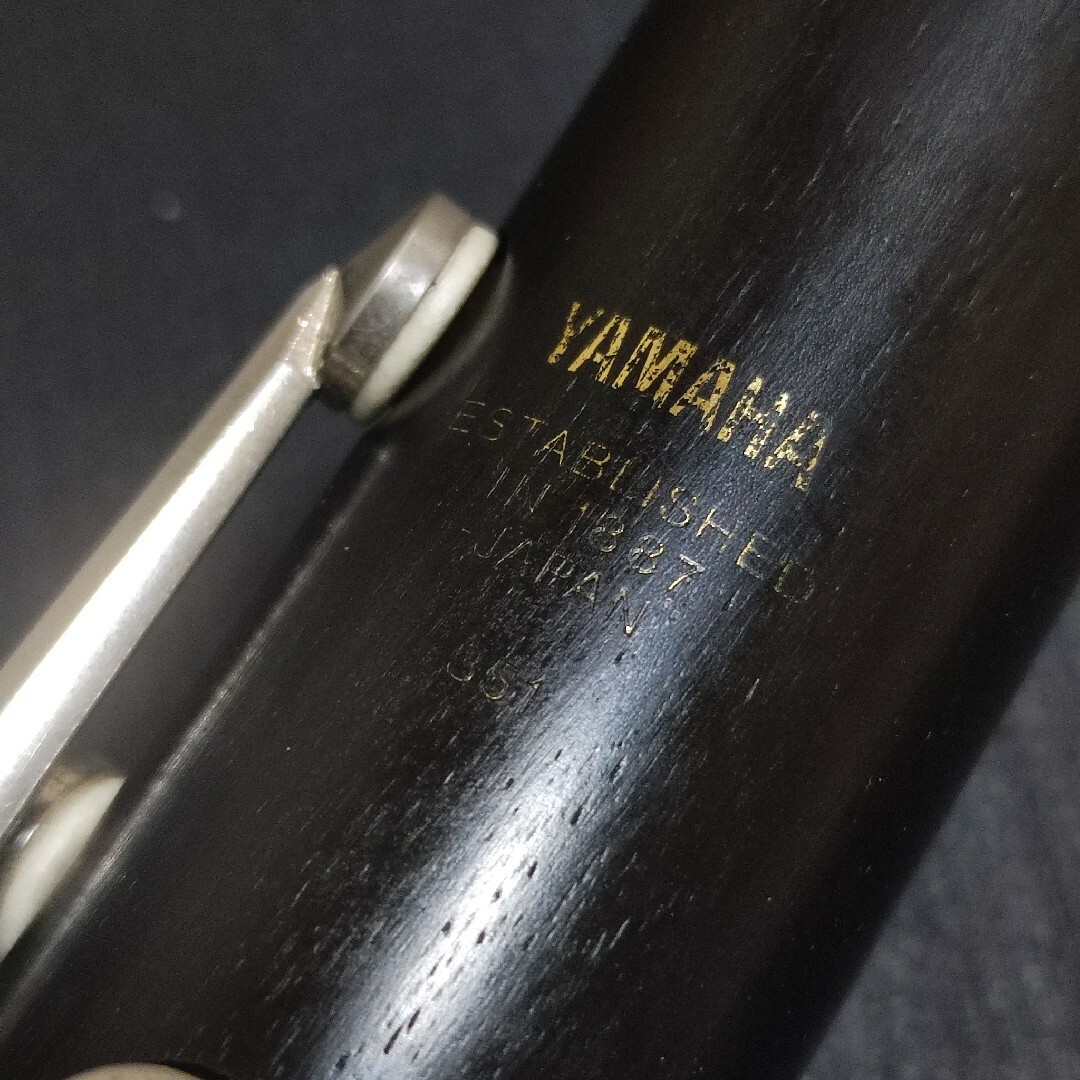 YAMAHA
ESTABLISHED
IN 1887
JAPAN
351